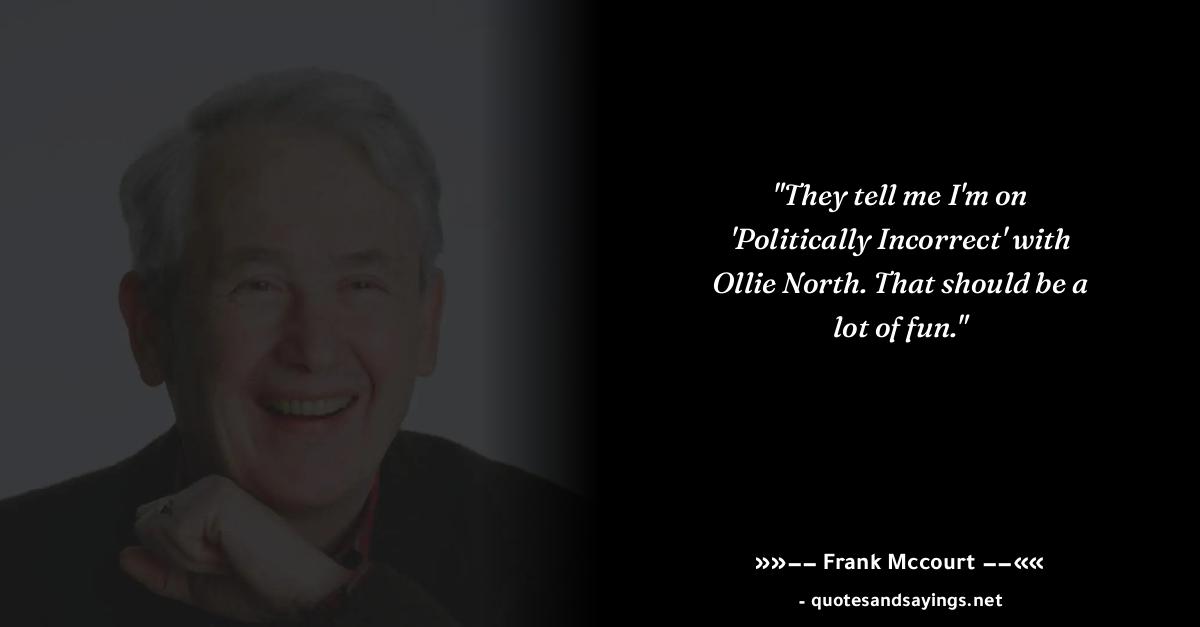 "They tell me I'm on
'Politically Incorrect' with
Ollie North. That should be a
lot of fun."
»»–– Frank Mccourt ––««
- quotesandsayings.net